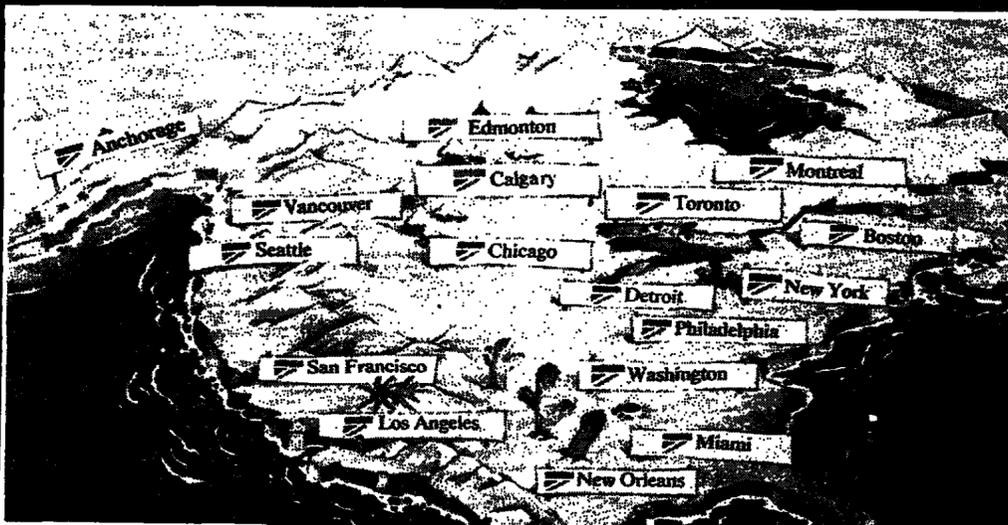 Anchorage
Edmonton
Calgary
Montreal
Vancouver
Toronto
Seattle
Chicago
Boston
Detroit
New York
Philadelphia
San Francisco
Washington
Los Angeles
Miami
New Orleans